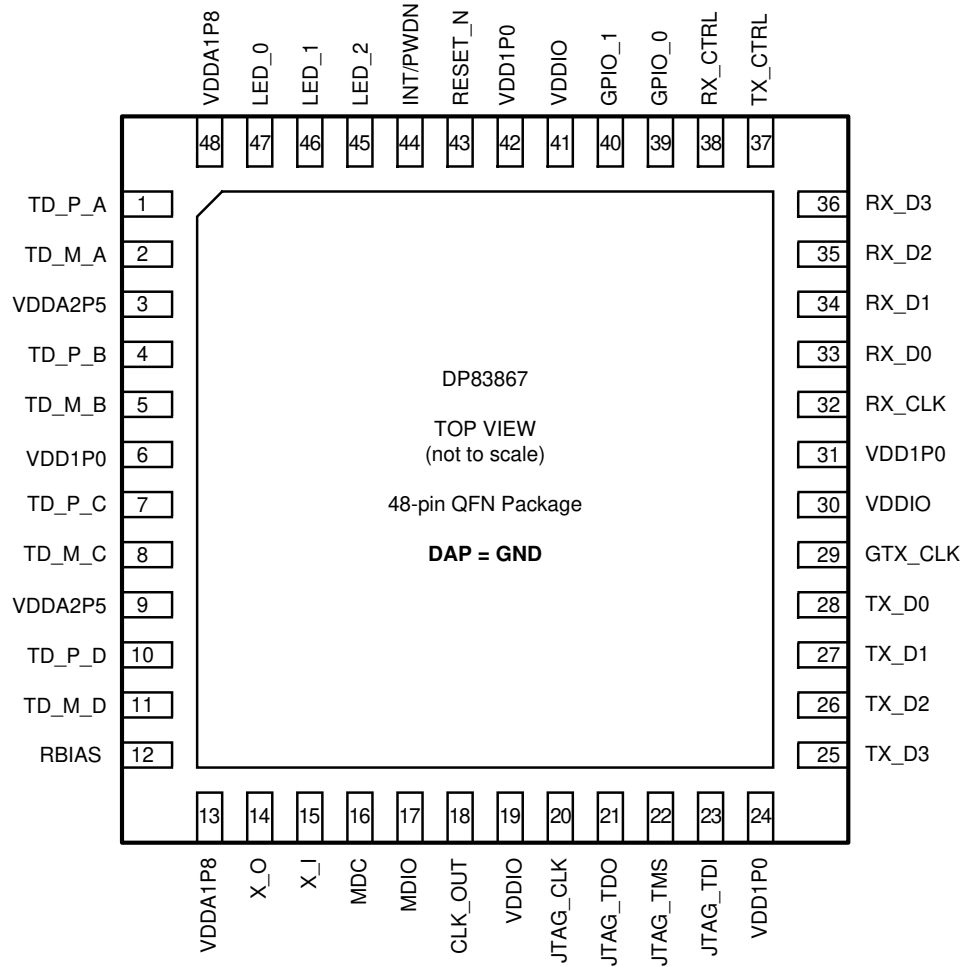 VDDA1P8
LED_0
LED_1
LED_2
INT/PWDN
RESET_N
VDD1P0
VDDIO
GPIO_1
GPIO_0
RX_CTRL
TX_CTRL
48
47
46
45
44
43
42
41
40
39
38
37
TD_P_A 1
TD_M_A 2
VDDA2P5 3
TD_P_B 4
TD_M_B 5
VDD1P0 6
TD_P_C 7
TD_M_C 8
VDDA2P5 9
TD_P_D 10
TD_M_D 11
RBIAS 12
DP83867
TOP VIEW
(not to scale)
48-pin QFN Package
DAP = GND
36 RX_D3
35 RX_D2
34 RX_D1
33 RX_D0
32 RX_CLK
31 VDD1P0
30 VDDIO
29 GTX_CLK
28 TX_D0
27 TX_D1
26 TX_D2
25 TX_D3
13
14
15
16
17
18
19
20
21
22
23
24
VDDA1P8
X_O
X_I
MDC
MDIO
CLK_OUT
VDDIO
JTAG_CLK
JTAG_TDO
JTAG_TMS
JTAG_TDI
VDD1P0